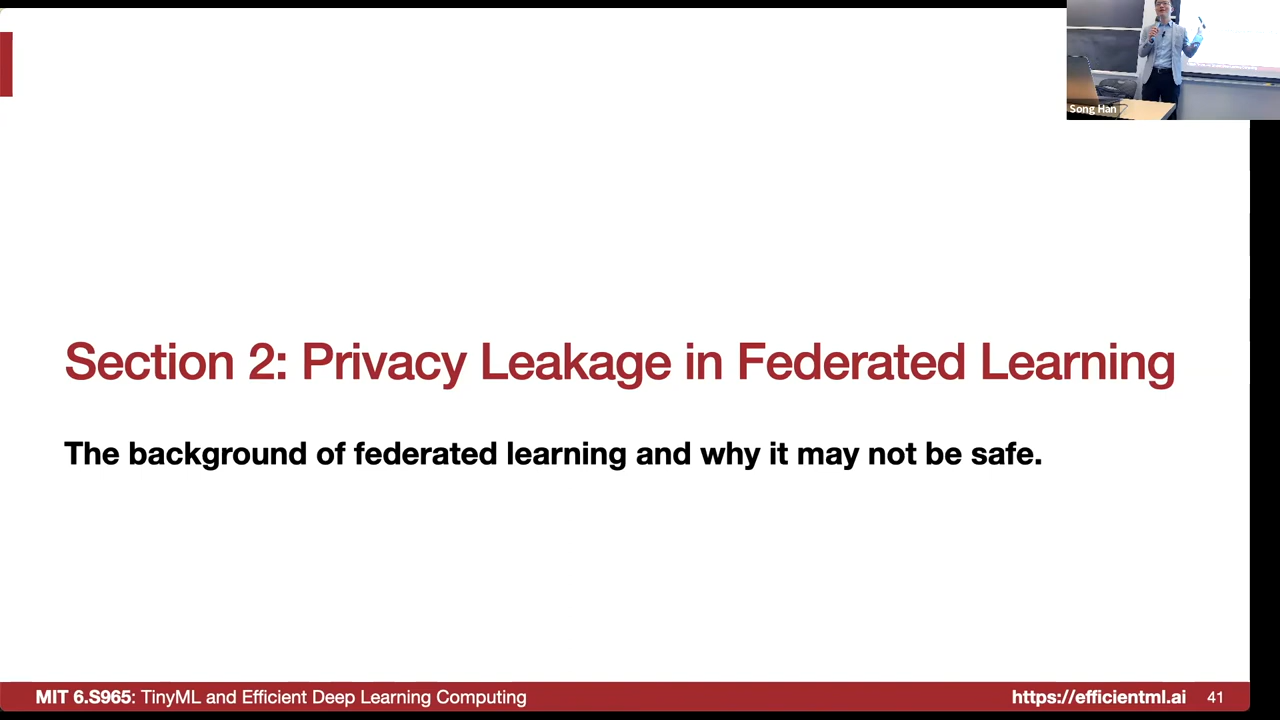 Song Han
Section 2: Privacy Leakage in Federated Learning
The background of federated learning and why it may not be safe.
MIT 6.S965: TinyML and Efficient Deep Learning Computing
https://efficientml.ai 41